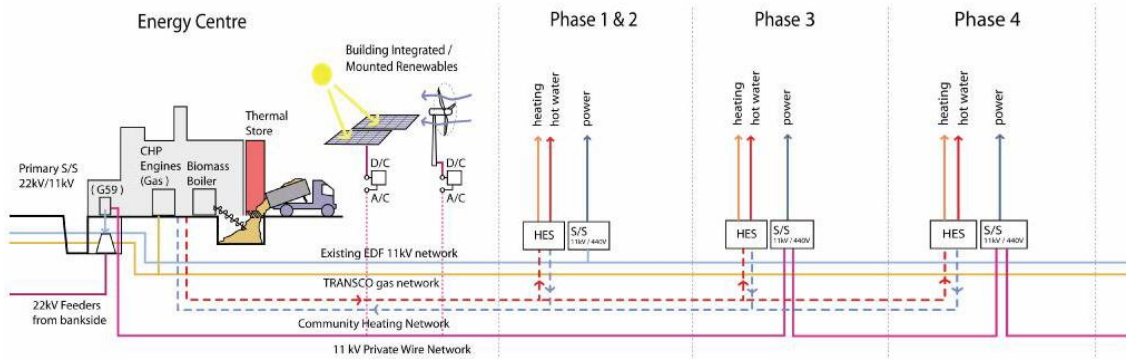 Energy Centre
Phase 1 & 2
Phase 3
Phase 4
Building Integrated /
Mounted Renewables
Thermal
Store
CHP
Engines
(Gas)
Biomass
Boiler
Primary S/S
22kV/11kV
(G59)
D/C
A/C
D/C
A/C
heating
hot water
power
heating
hot water
power
heating
hot water
power
HES
S/S
11kV / 440V
HES
S/S
11kV / 440V
HES
S/S
11kV / 440V
Existing EDF 11kV network
TRANSCO gas network
22kV Feeders
from bankside
Community Heating Network
11 kV Private Wire Network